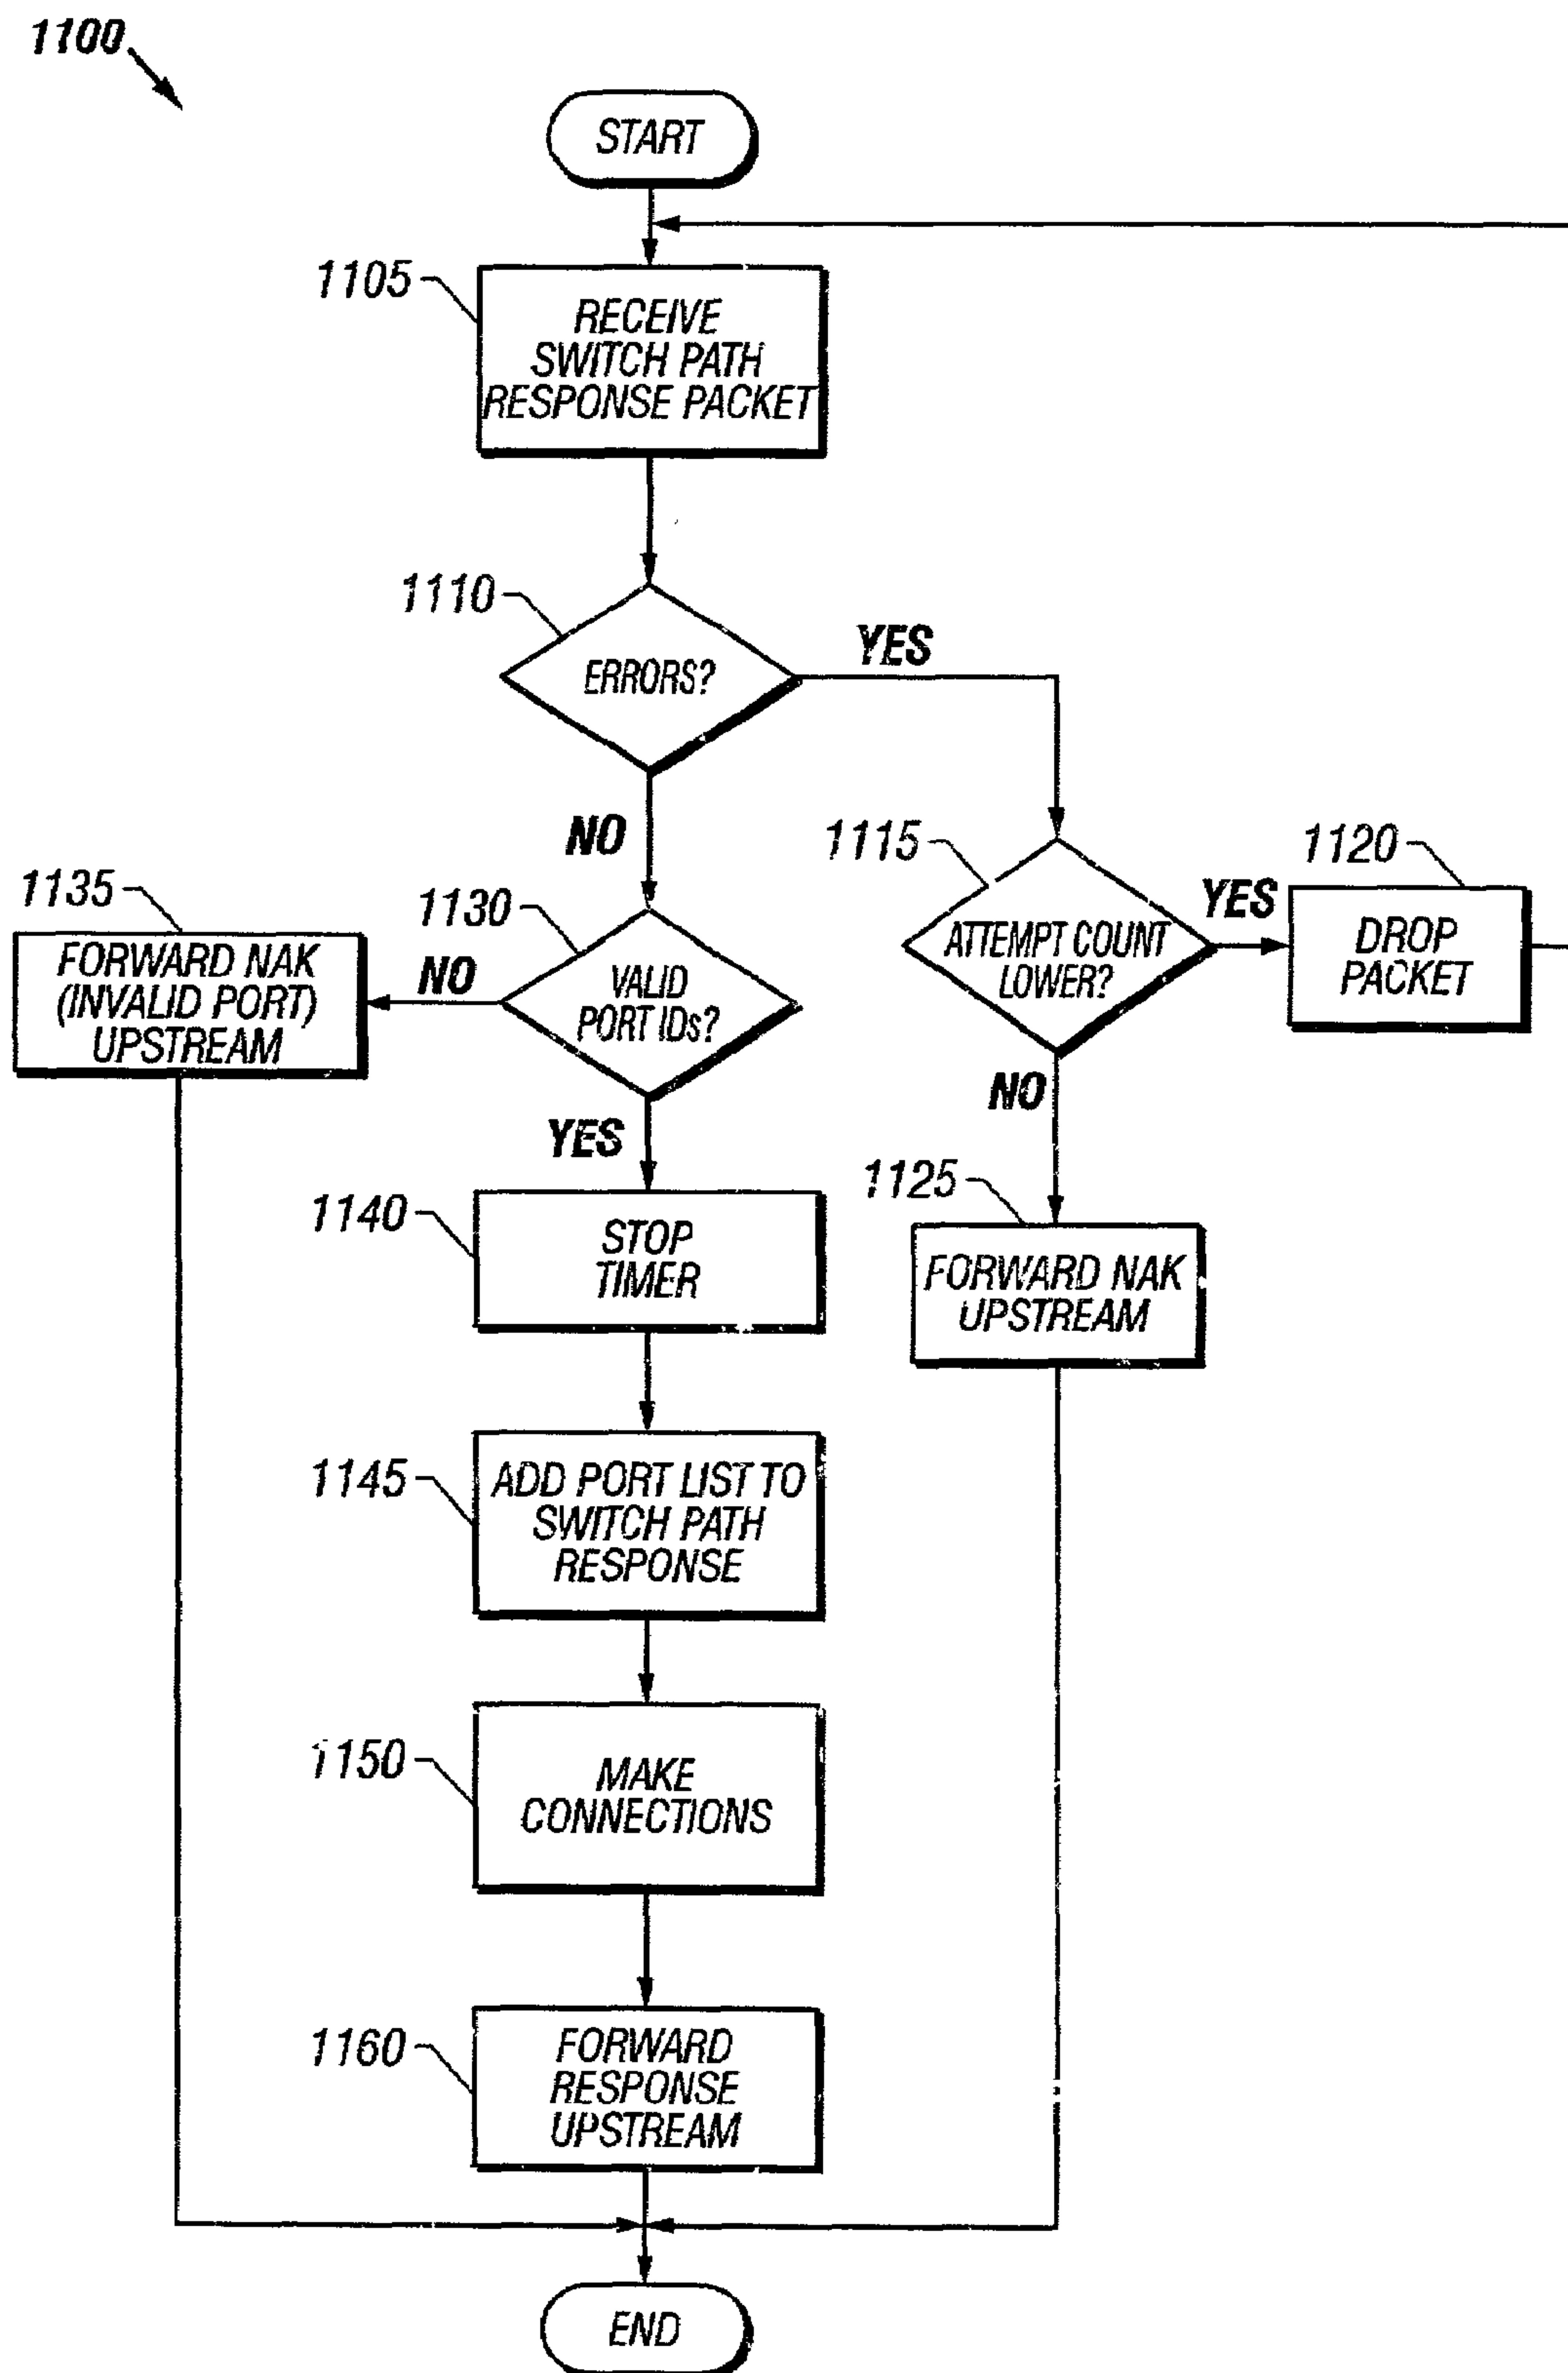 1100
START
1105
RECEIVE
SWITCH PATH
RESPONSE PACKET
1110
ERRORS?
YES
NO
1115
ATTEMPT COUNT
LOWER?
YES
1120
DROP
PACKET
1135
FORWARD NAK
(INVALID PORT)
UPSTREAM
NO
1130
VALID
PORT IDs?
NO
YES
1125
FORWARD NAK
UPSTREAM
1140
STOP
TIMER
1145
ADD PORT LIST TO
SWITCH PATH
RESPONSE
1150
MAKE
CONNECTIONS
1160
FORWARD
RESPONSE
UPSTREAM
END